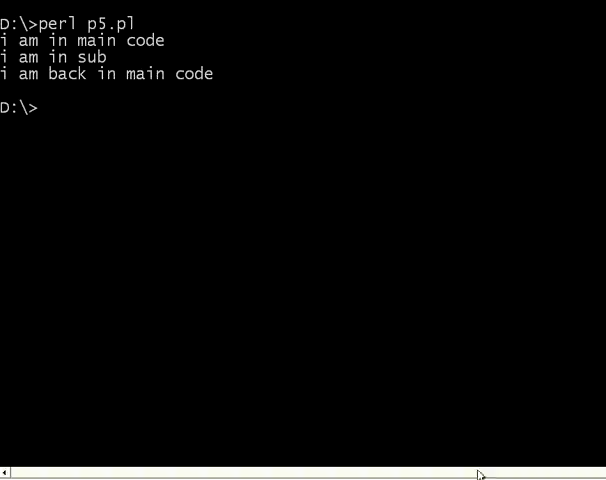 D:\>perl p5.pl
i am in main code
i am in sub
i am back in main code
D:\>